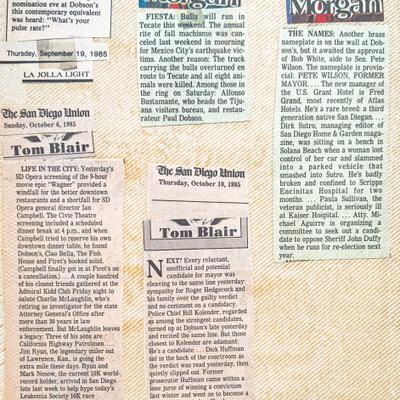 nomination eve at Dobson's
this contemporary equivalent
was heard: "What's your
pulse rate?"
Thursday, September 19, 1985
LA JOLLA LIGHT
The San Diego Union
Sunday, October 6, 1985
Tom Blair
LIFE IN THE CITY: Yesterday's
SD Opera screening of the 9-hour
movie epic "Wagner" provided a
windfall for the better downtown
restaurants and a shortfall for SD
Opera general director Ian
Campbell. The Civic Theatre
screening included a scheduled
dinner break at 4 p.m., and when
Campbell tried to reserve his own
downtown dinner table, he found
Dobson's, Ciao Bella, The Fish
House and Piret's booked solid.
(Campbell finally got in at Piret's on
a cancellation.) . . . A couple hundred
of his closest friends gathered at the
Admiral Kidd Club Friday night to
salute Charlie McLaughlin, who's
retiring as investigator for the state
Attorney General's Office after
more than 30 years in law
enforcement. But McLaughlin leaves
a legacy: Three of his sons are
California Highway Patrolmen. . . .
Jim Ryun, the legendary miler out
of Lawrence, Kan., is going the
extra mile these days. Ryun and
Mark Nenow, the current 10K world-
record holder, arrived in San Diego
late last week to help hype today's
Leukemia Society 10K race
Morgan
FIESTA: Bulls will run in
Tecate this weekend. The annual
rite of fall machismo was can-
celed last weekend in mourning
for Mexico City's earthquake vic-
tims. Another reason: The truck
carrying the bulls overturned en
route to Tecate and all eight ani-
mals were killed. Among those in
the ring on Saturday: Alfonso
Bustamante, who heads the Tijua-
na visitors bureau, and restau-
rateur Paul Dobson.
The San Diego Union
Thursday, October 10, 1985
Tom Blair
NEXT? Every reluctant,
unofficial and potential
candidate for mayor was
cleaving to the same line yesterday:
sympathy for Roger Hedgecock and
his family over the guilty verdict
and no comment on a candidacy.
Police Chief Bill Kolender, regarded
as among the strongest candidates,
turned up at Dobson's late yesterday
and recited the same line. But those
closest to Kolender are adamant:
He's a candidate . . . Dick Huffman
sat in the back of the courtroom as
the verdict was read yesterday, then
quietly slipped out. Former
prosecutor Huffman came within a
lone juror of winning a conviction
last winter and went on to become a
Morgan
THE NAMES: Another brass
nameplate is on the wall at Dob-
son's, but it awaited the approval
of Bob White, aide to Sen. Pete
Wilson. The nameplate is provin-
cial: PETE WILSON, FORMER
MAYOR. . . . The new manager of
the U.S. Grant Hotel is Fred
Grand, most recently of Atlas
Hotels. He's a rare breed: a third
generation native San Diegan. . . .
Dirk Sutro, managing editor of
San Diego Home & Garden maga-
zine, was sitting on a bench in
Solana Beach when a woman lost
control of her car and slammed
into a parked vehicle that
smashed into Sutro. He's badly
broken and confined to Scripps
Encinitas Hospital for two
months. . . . Paula Sullivan, the
veteran publicist, is seriously ill
at Kaiser Hospital. . . . Atty. Mi-
chael Aguirre is organizing a
committee to seek out a candi-
date to oppose Sheriff John Duffy
when he runs for re-election next
year.